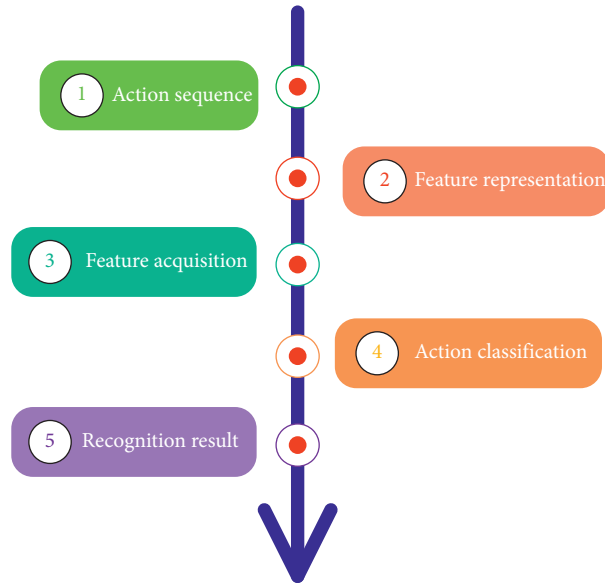 1 Action sequence
2 Feature representation
3 Feature acquisition
4 Action classification
5 Recognition result